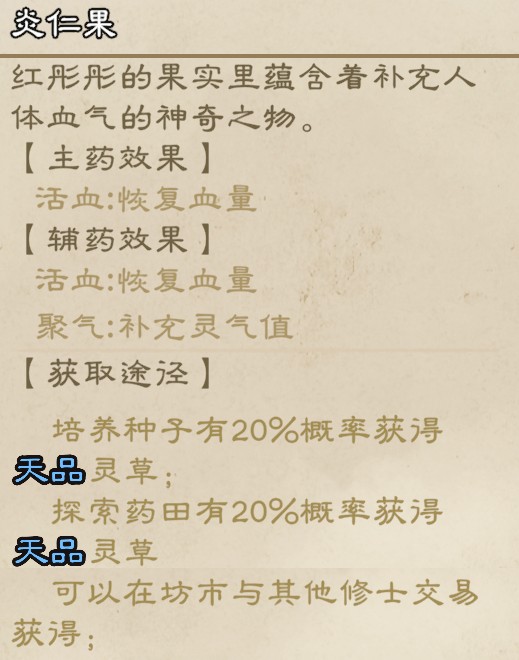 炎仁果
红彤彤的果实里蕴含着补充人
体血气的神奇之物。
【主药效果】
活血:恢复血量
【辅药效果】
活血:恢复血量
聚气:补充灵气值
【获取途径】
培养种子有20%概率获得
天品灵草;
探索药田有20%概率获得
天品灵草
可以在坊市与其他修士交易
获得;